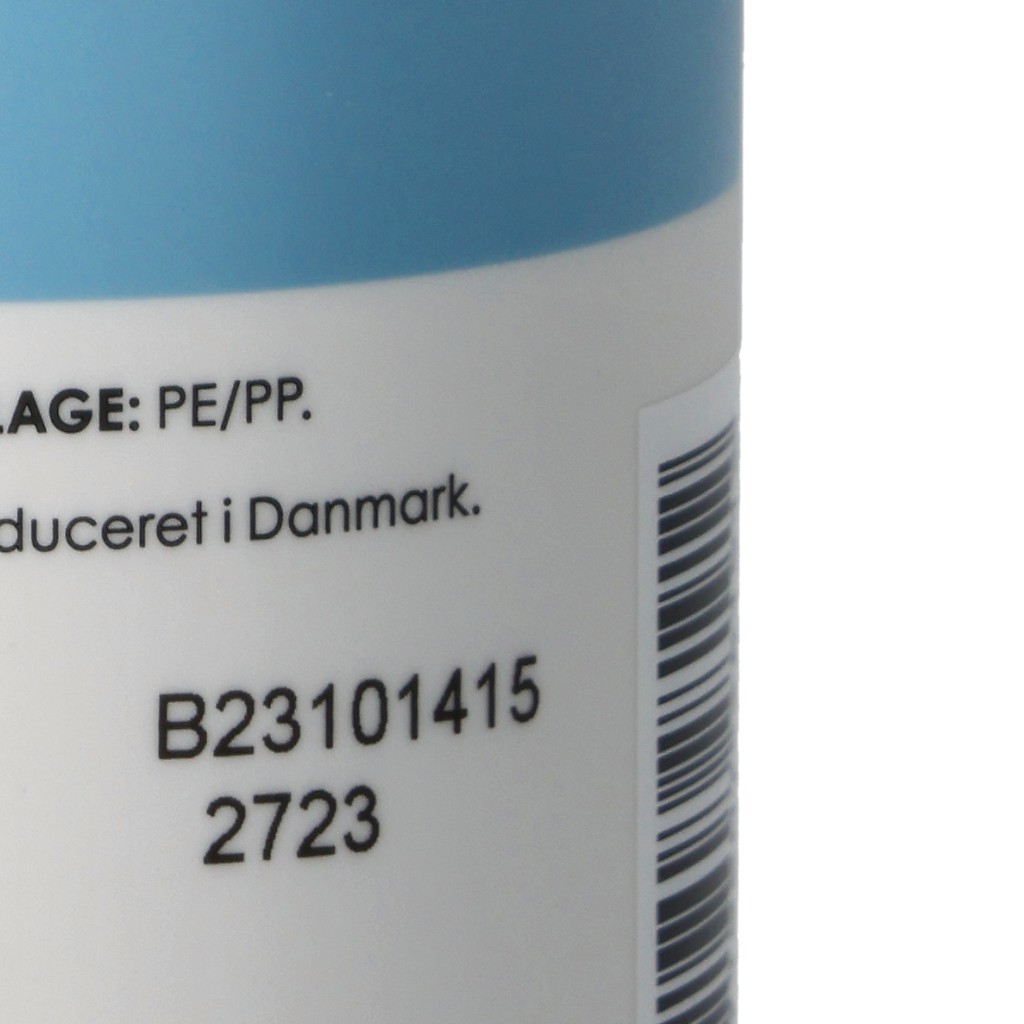 LAGE: PE/PP.
duceret i Danmark.
B23101415
2723